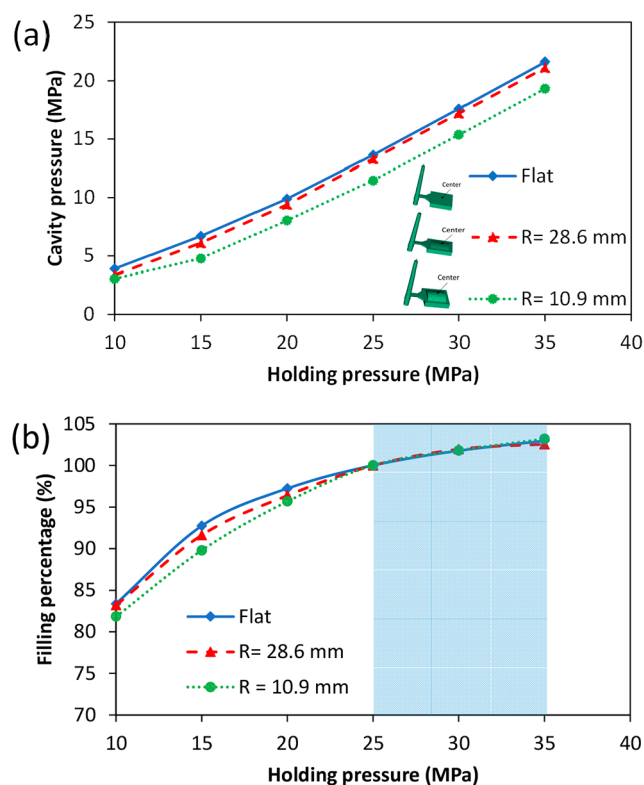 (a)
25
20
15
10
5
0
Cavity pressure (MPa)
Center
Flat
Center
R= 28.6 mm
Center
R= 10.9 mm
10 15 20 25 30 35 40
Holding pressure (MPa)
(b)
105
100
95
90
85
80
75
70
Filling percentage (%)
Flat
R= 28.6 mm
R = 10.9 mm
10 15 20 25 30 35 40
Holding pressure (MPa)